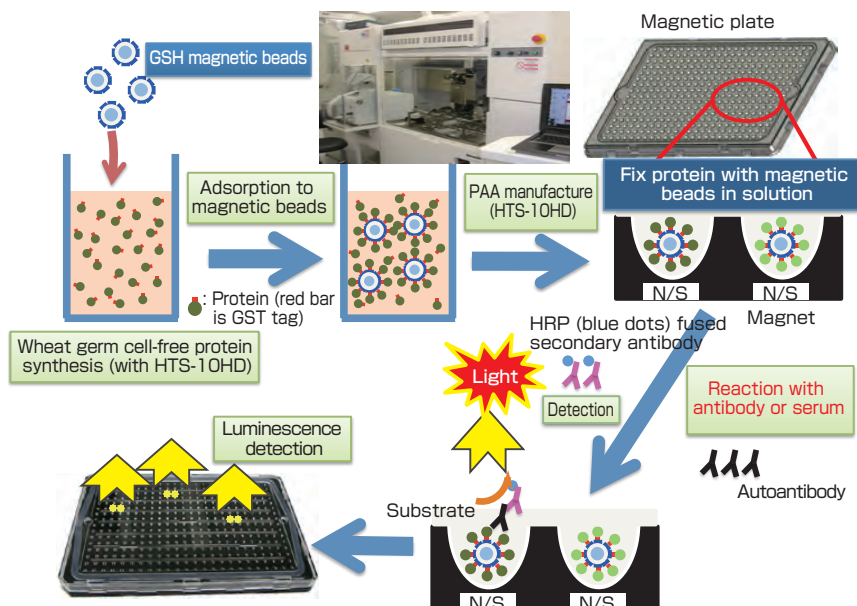 GSH magnetic beads
Magnetic plate
Adsorption to
magnetic beads
PAA manufacture
(HTS-10HD)
Fix protein with magnetic
beads in solution
: Protein (red bar
is GST tag)
N/S
N/S
Magnet
Wheat germ cell-free protein
synthesis (with HTS-10HD)
HRP (blue dots) fused
secondary antibody
Light
Detection
Reaction with
antibody or serum
Autoantibody
Luminescence
detection
Substrate
N/S
N/S